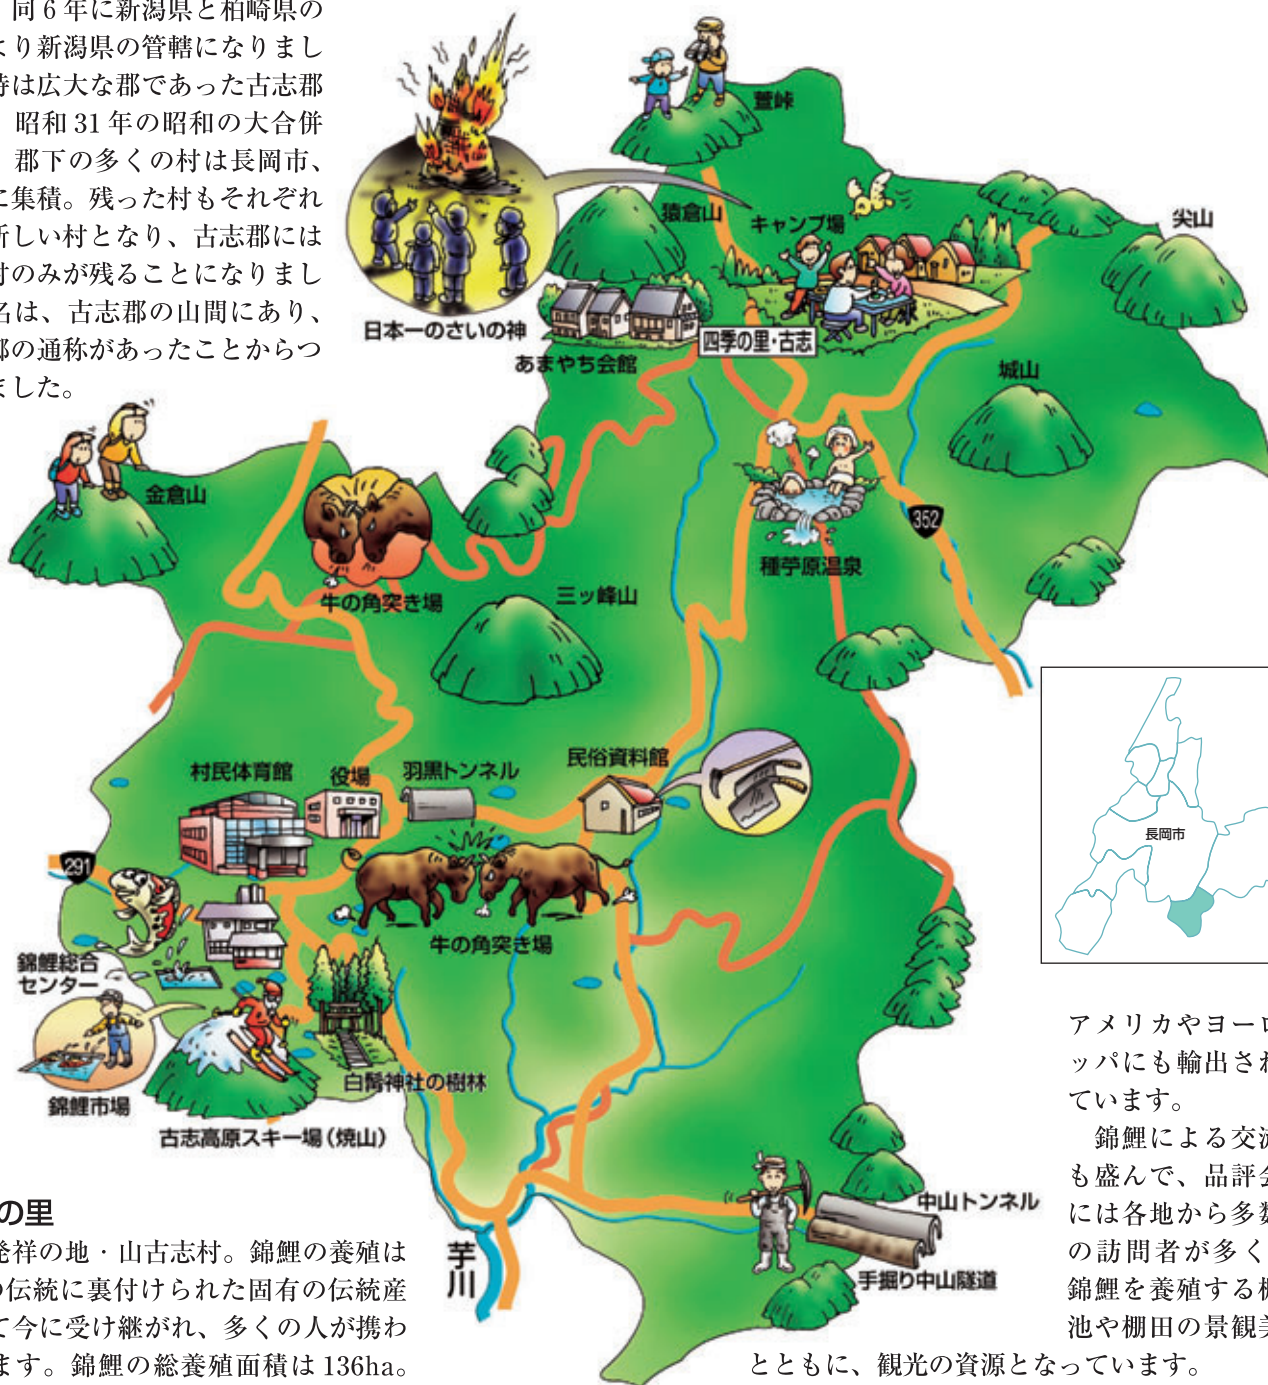 同6年に新潟県と柏崎県の
より新潟県の管轄になりまし
時は広大な郡であった古志郡
昭和31年の昭和の大合併
郡下の多くの村は長岡市、
に集積。残った村もそれぞれ
新しい村となり、古志郡には
村のみが残ることになりまし
名は、古志郡の山間にあり、
郡の通称があったことからつ
ました。
萱峠
猿倉山
キャンプ場
尖山
日本一のさいの神
あまやち会館
四季の里・古志
城山
金倉山
352
種苧原温泉
牛の角突き場
三ッ峰山
民俗資料館
村民体育館
役場
羽黒トンネル
長岡市
291
牛の角突き場
錦鯉総合
センター
白髯神社の樹林
錦鯉市場
古志高原スキー場（焼山）
中山トンネル
手掘り中山隧道
芋川
の里
発祥の地・山古志村。錦鯉の養殖は
の伝統に裏付けられた固有の伝統産
て今に受け継がれ、多くの人が携わ
ます。錦鯉の総養殖面積は136ha。
アメリカやヨーロ
ッパにも輸出され
ています。
錦鯉による交流
も盛んで、品評会
には各地から多数
の訪問者が多く
錦鯉を養殖する棚
池や棚田の景観美
とともに、観光の資源となっています。